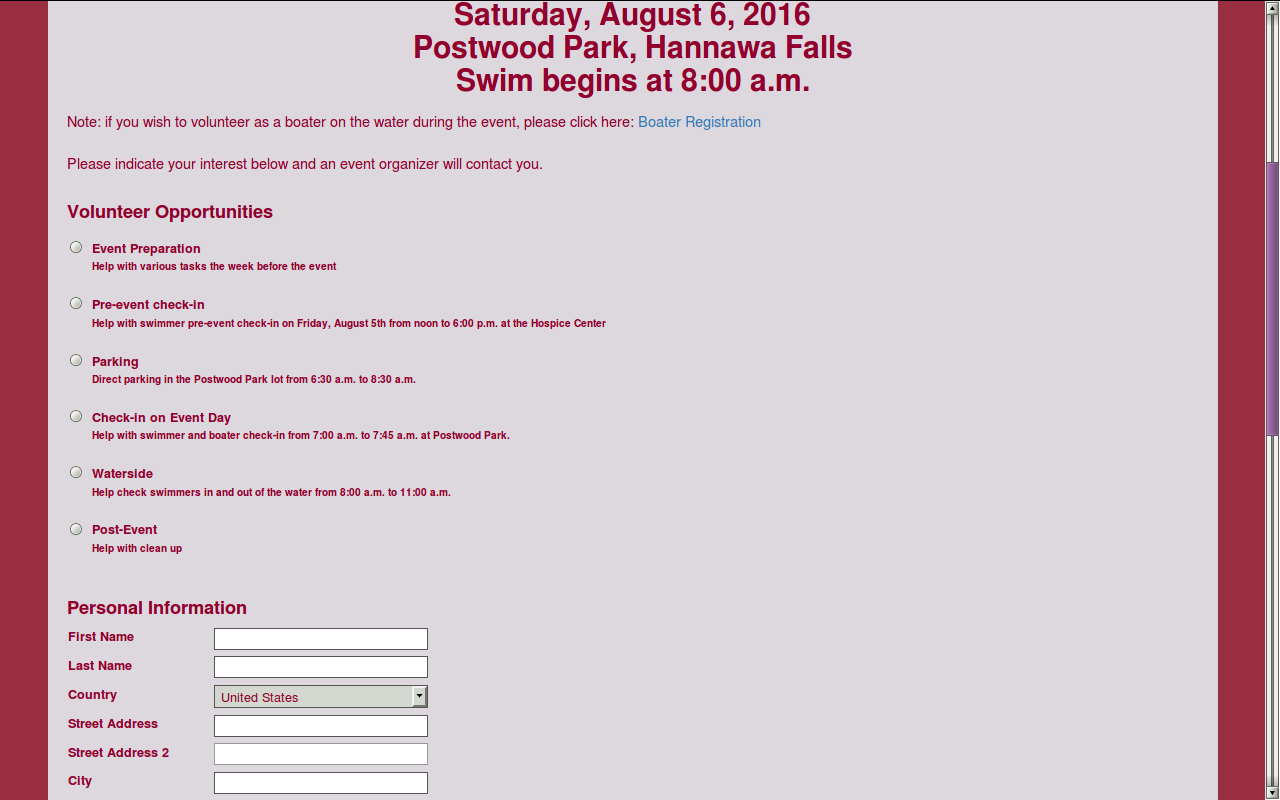 Saturday, August 6, 2016
Postwood Park, Hannawa Falls
Swim begins at 8:00 a.m.
Note: if you wish to volunteer as a boater on the water during the event, please click here: Boater Registration
Please indicate your interest below and an event organizer will contact you.
Volunteer Opportunities
Event Preparation
Help with various tasks the week before the event
Pre-event check-in
Help with swimmer pre-event check-in on Friday, August 5th from noon to 6:00 p.m. at the Hospice Center
Parking
Direct parking in the Postwood Park lot from 6:30 a.m. to 8:30 a.m.
Check-in on Event Day
Help with swimmer and boater check-in from 7:00 a.m. to 7:45 a.m. at Postwood Park.
Waterside
Help check swimmers in and out of the water from 8:00 a.m. to 11:00 a.m.
Post-Event
Help with clean up
Personal Information
First Name
Last Name
Country United States
Street Address
Street Address 2
City